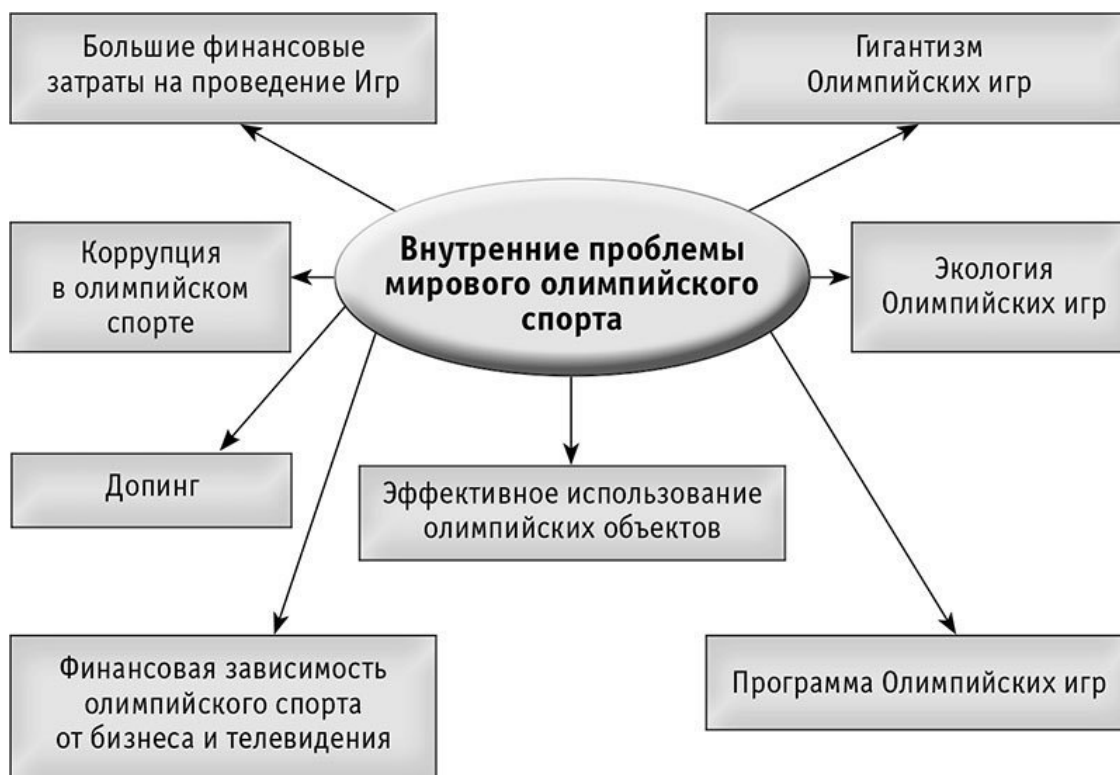 Большие финансовые
затраты на проведение Игр
Гигантизм
Олимпийских игр
Внутренние проблемы
мирового олимпийского
спорта
Коррупция
в олимпийском
спорте
Экология
Олимпийских игр
Допинг
Эффективное использование
олимпийских объектов
Финансовая зависимость
олимпийского спорта
от бизнеса и телевидения
Программа Олимпийских игр